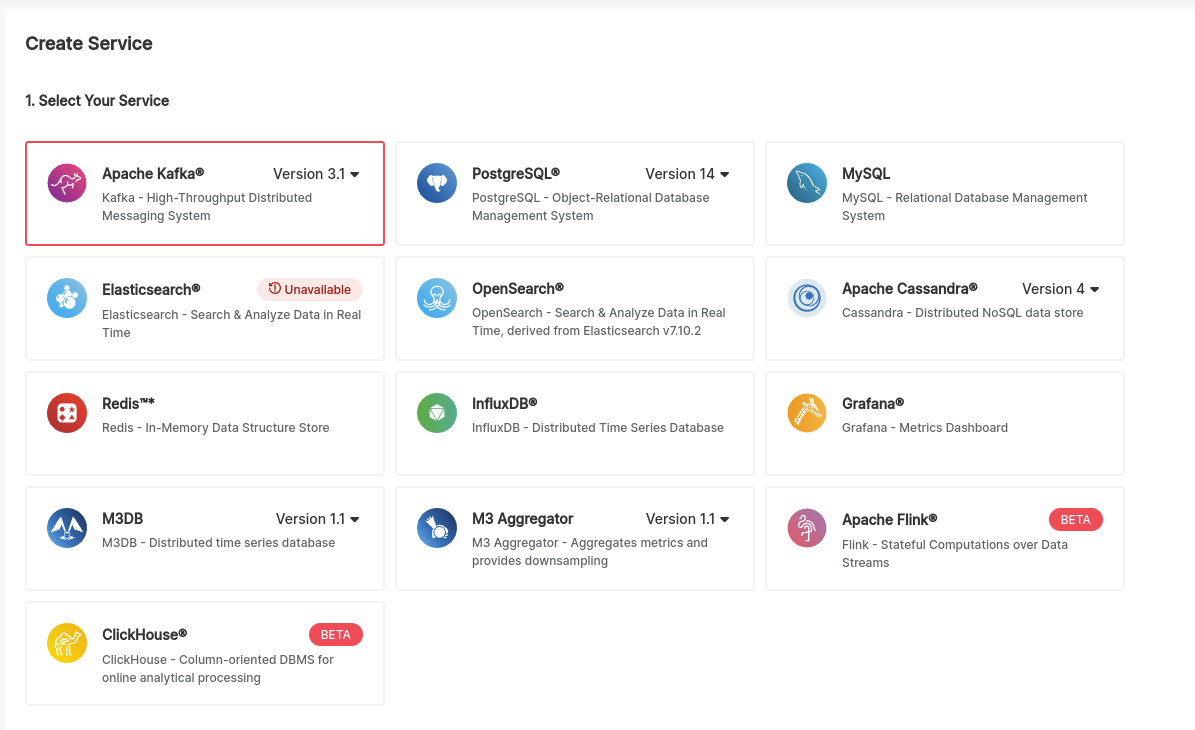 Create Service
1. Select Your Service
Apache Kafka® Version 3.1
Kafka - High-Throughput Distributed
Messaging System
PostgreSQL® Version 14
PostgreSQL - Object-Relational Database
Management System
MySQL
MySQL - Relational Database Management
System
Elasticsearch® Unavailable
Elasticsearch - Search & Analyze Data in Real
Time
OpenSearch®
OpenSearch - Search & Analyze Data in Real
Time, derived from Elasticsearch v7.10.2
Apache Cassandra® Version 4
Cassandra - Distributed NoSQL data store
Redis™*
Redis - In-Memory Data Structure Store
InfluxDB®
InfluxDB - Distributed Time Series Database
Grafana®
Grafana - Metrics Dashboard
M3DB Version 1.1
M3DB - Distributed time series database
M3 Aggregator Version 1.1
M3 Aggregator - Aggregates metrics and
provides downsampling
Apache Flink® BETA
Flink - Stateful Computations over Data
Streams
ClickHouse® BETA
ClickHouse - Column-oriented DBMS for
online analytical processing